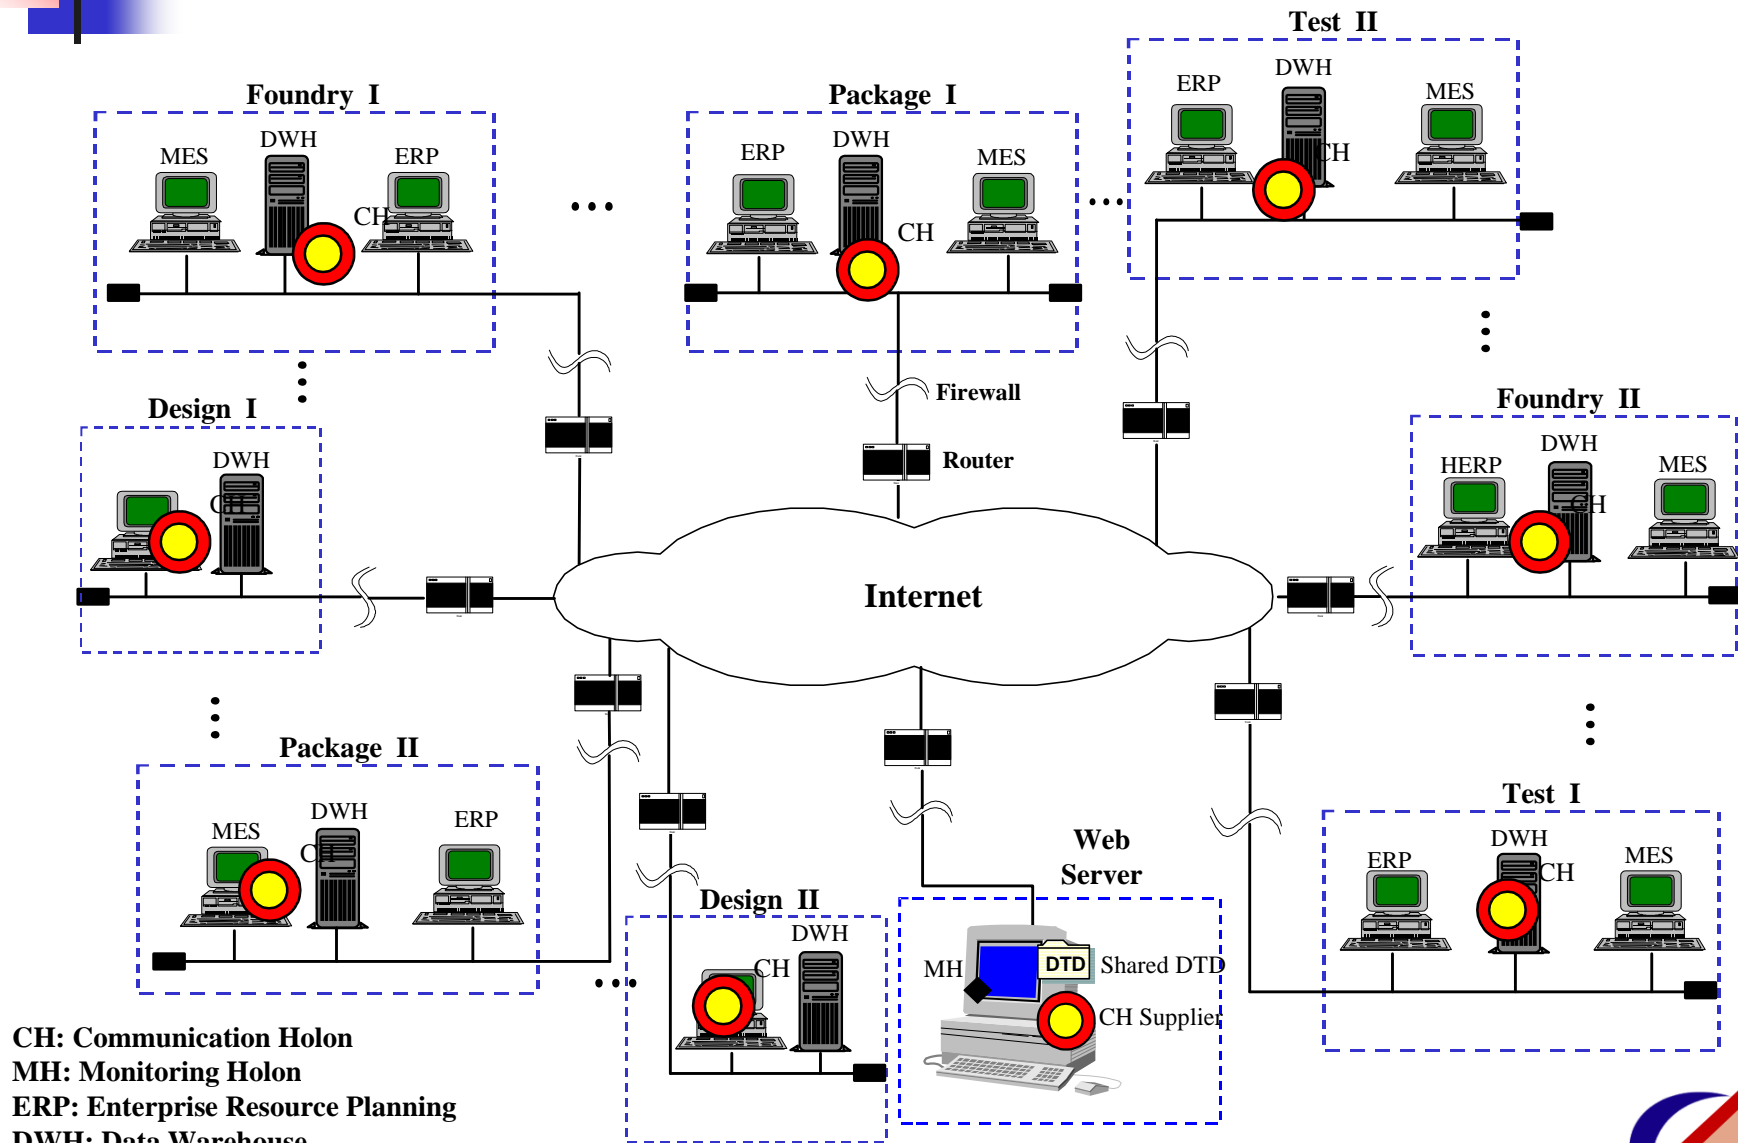 Test II
ERP
DWH
MES
CH
Foundry I
MES
DWH
ERP
CH
Package I
ERP
DWH
MES
CH
Firewall
Router
Design I
DWH
CH
Foundry II
HERP
DWH
MES
CH
Internet
Package II
MES
DWH
ERP
CH
Design II
DWH
CH
Web
Server
MH
DTD
Shared DTD
CH Supplier
Test I
ERP
DWH
MES
CH
CH: Communication Holon
MH: Monitoring Holon
ERP: Enterprise Resource Planning
DWH: Data Warehouse